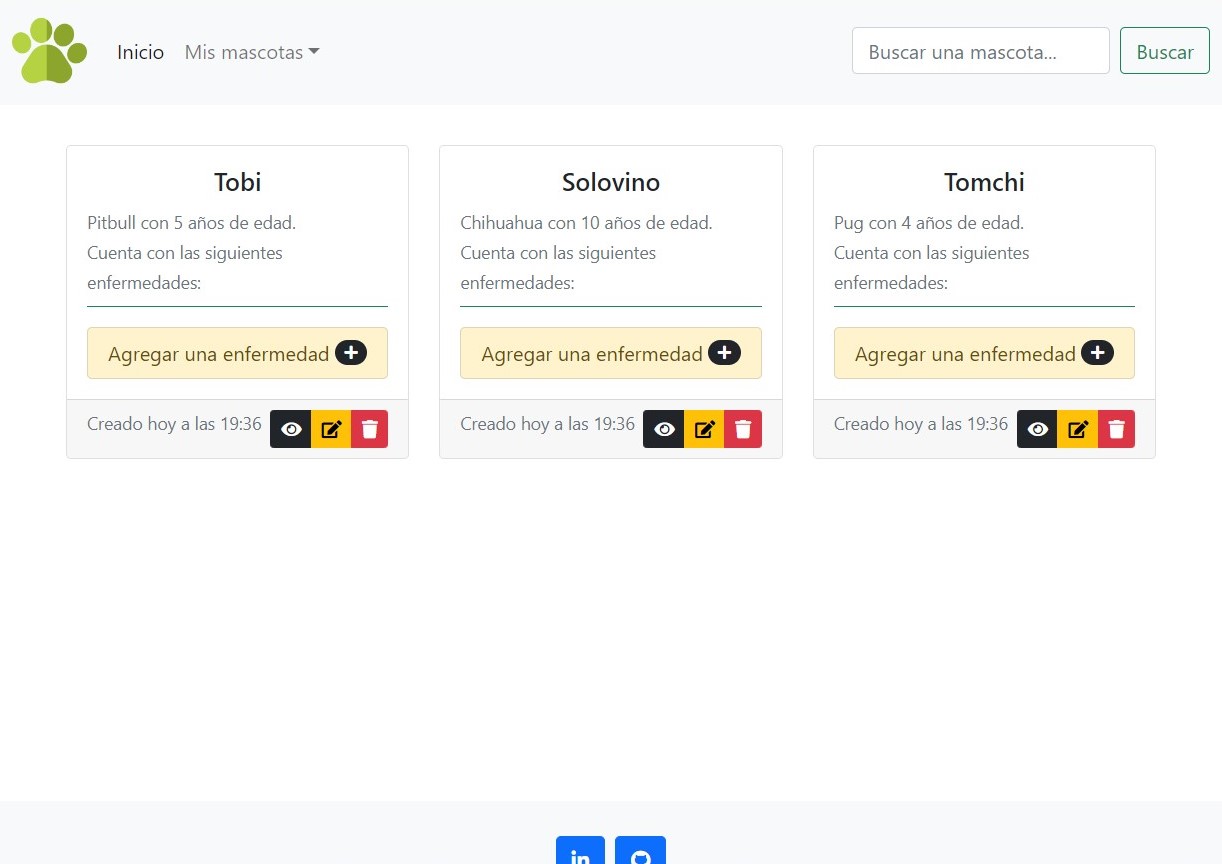 Inicio Mis mascotas Buscar una mascota... Buscar
Tobi
Pitbull con 5 años de edad.
Cuenta con las siguientes
enfermedades:
Agregar una enfermedad
Creado hoy a las 19:36
Solovino
Chihuahua con 10 años de edad.
Cuenta con las siguientes
enfermedades:
Agregar una enfermedad
Creado hoy a las 19:36
Tomchi
Pug con 4 años de edad.
Cuenta con las siguientes
enfermedades:
Agregar una enfermedad
Creado hoy a las 19:36
in